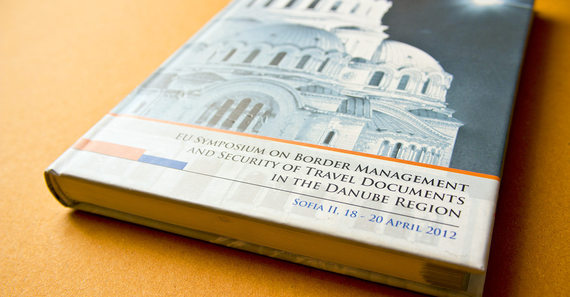 EU Symposium on Border Management
and Security of Travel Documents
in the Danube Region
Sofia II, 18 - 20 April 2012